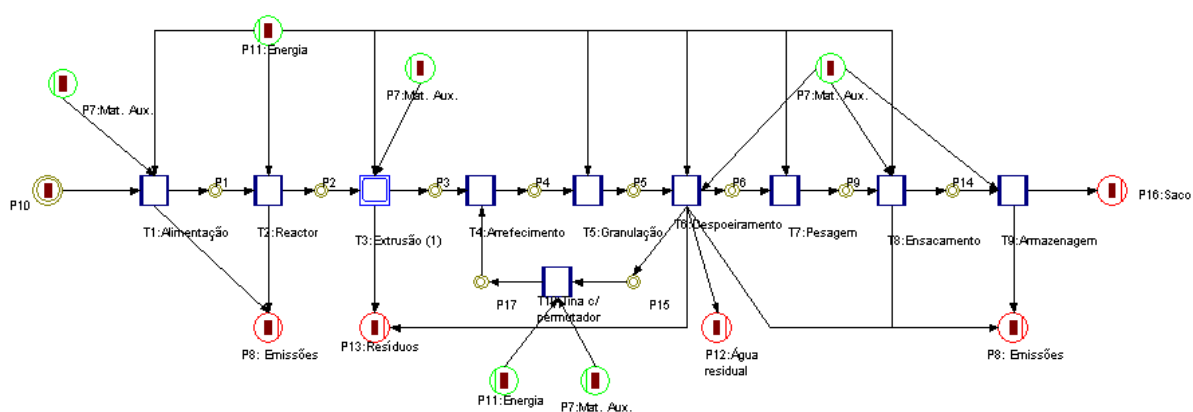 P11:Energia
P7:Mat. Aux.
P7:Mat. Aux.
P7:Mat. Aux.
P10
P1
P2
P3
P4
P5
P6
P9
P14
P16:Saco
T1:Alimentação
T2:Reactor
T3:Extrusão (1)
T4:Arrefecimento
T5:Granulação
T6:Despoeiramento
T7:Pesagem
T8:Ensacamento
T9:Armazenagem
P17
c/
permutador
P15
P8: Emissões
P13:Resíduos
P12:Água
residual
P8: Emissões
P11:Energia
P7:Mat. Aux.